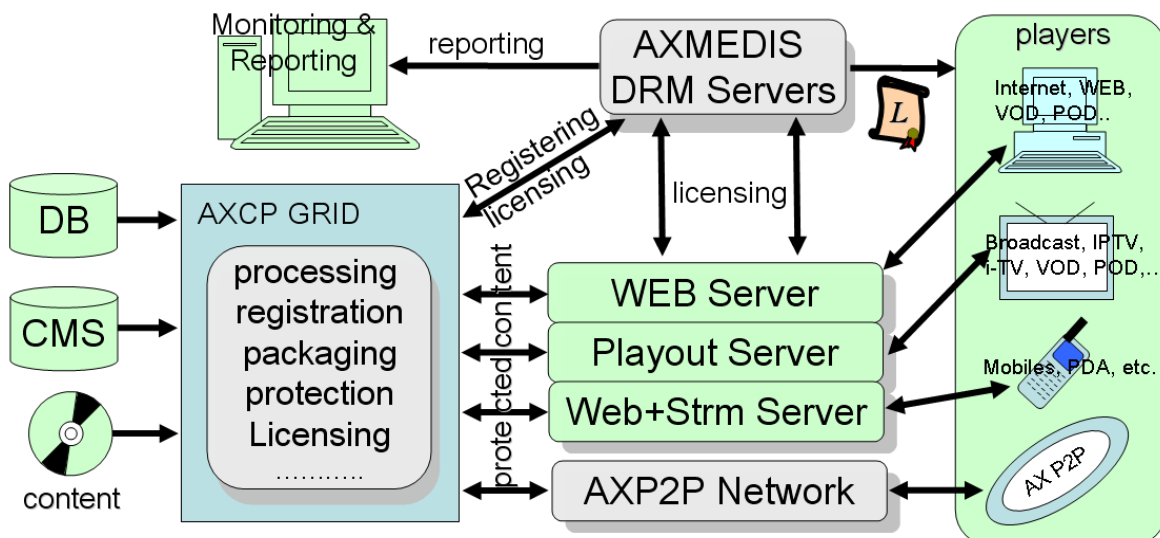 Monitoring &
Reporting
reporting
AXMEDIS
DRM Servers
L
players
Internet, WEB,
VOD, POD..
Registering
licensing
licensing
DB
CMS
content
AXCP GRID
processing
registration
packaging
protection
Licensing
..........
protected content
WEB Server
Playout Server
Web+Strm Server
AXP2P Network
Broadcast, IPTV,
i-TV, VOD, POD,..
Mobiles, PDA, etc.
AX P2P